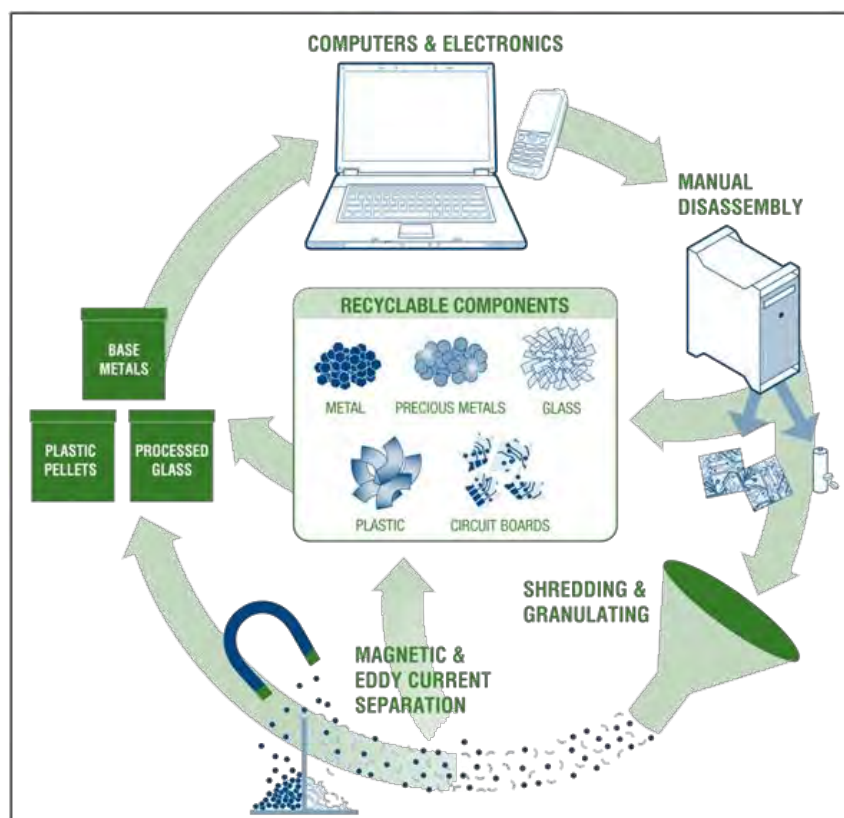 COMPUTERS & ELECTRONICS
MANUAL
DISASSEMBLY
RECYCLABLE COMPONENTS
METAL
PRECIOUS METALS
GLASS
PLASTIC
CIRCUIT BOARDS
BASE
METALS
PLASTIC
PELLETS
PROCESSED
GLASS
SHREDDING &
GRANULATING
MAGNETIC &
EDDY CURRENT
SEPARATION